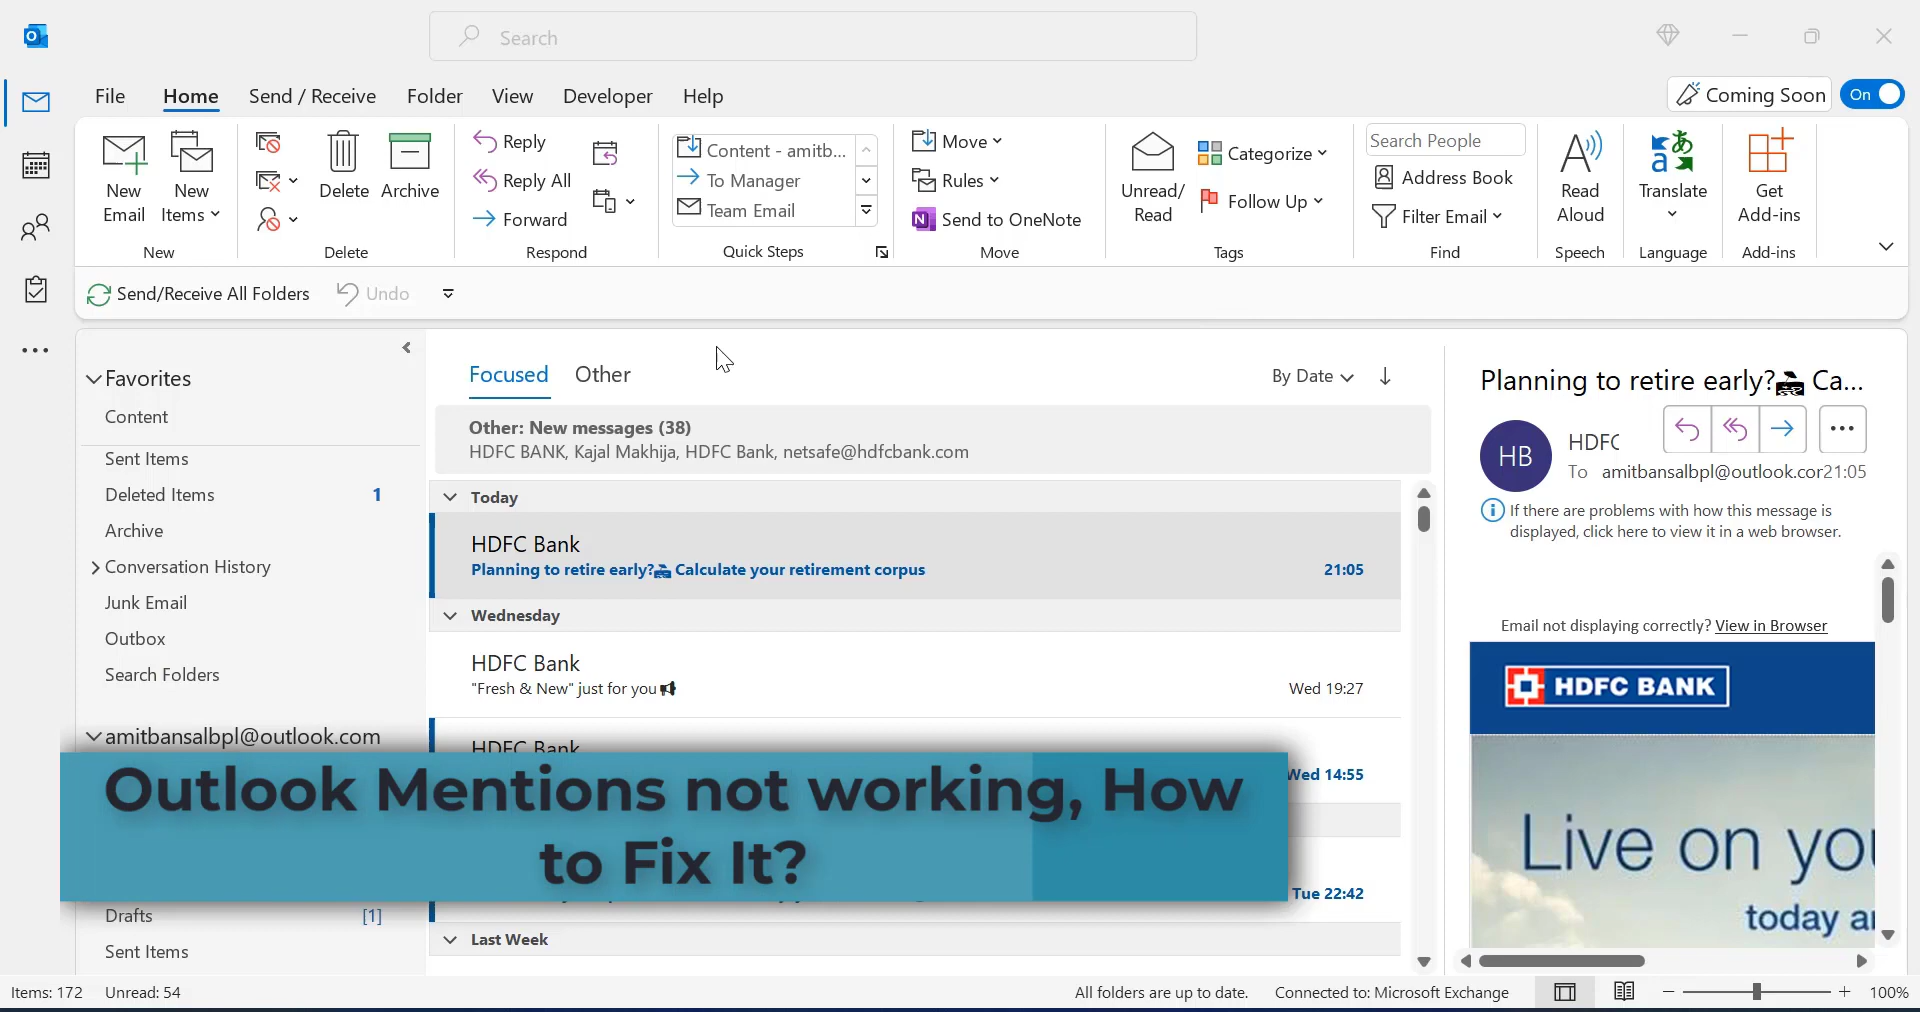 Search
File Home Send / Receive Folder View Developer Help
Coming Soon On
New Email
New Items
Delete
Archive
Reply
Reply All
Forward
Content - amitb...
To Manager
Team Email
Move
Rules
Send to OneNote
Unread/ Read
Categorize
Follow Up
Search People
Address Book
Filter Email
Read Aloud
Translate
Get Add-ins
New Delete Respond Quick Steps Move Tags Find Speech Language Add-ins
Send/Receive All Folders Undo
Favorites
Content
Sent Items
Deleted Items 1
Archive
Conversation History
Junk Email
Outbox
Search Folders
amitbansalbpl@outlook.com
Drafts [1]
Sent Items
Focused Other By Date
Other: New messages (38)
HDFC BANK, Kajal Makhija, HDFC Bank, netsafe@hdfcbank.com
Today
HDFC Bank
Planning to retire early? Calculate your retirement corpus 21:05
Wednesday
HDFC Bank
"Fresh & New" just for you Wed 19:27
HDFC Bank
Wed 14:55
Tue 22:42
Last Week
Outlook Mentions not working, How
to Fix It?
Planning to retire early? Ca...
HB
HDFC
To amitbansalbpl@outlook.cor 21:05
If there are problems with how this message is
displayed, click here to view it in a web browser.
Email not displaying correctly? View in Browser
HDFC BANK
Live on you
today a
Items: 172 Unread: 54 All folders are up to date. Connected to: Microsoft Exchange 100%